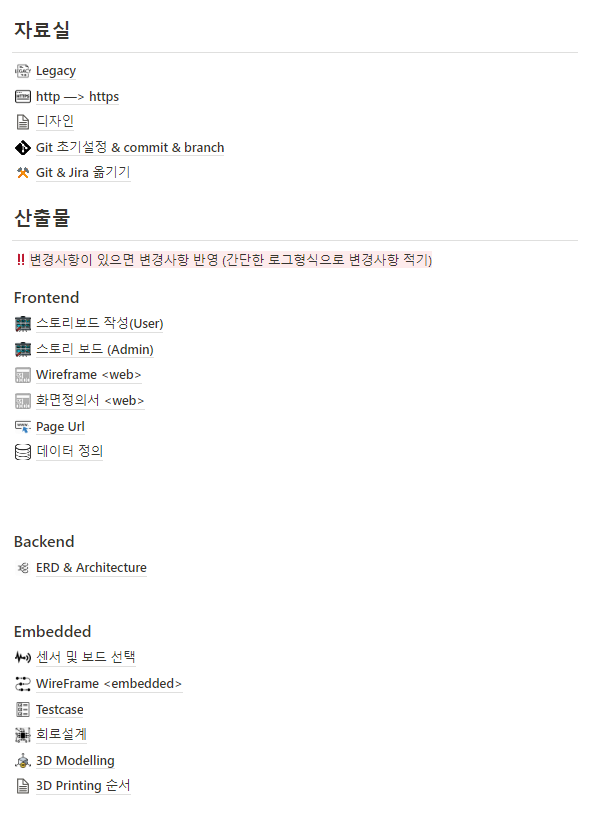 자료실
LEGACY
Legacy
HTTPS
http —> https
디자인
Git 초기설정 & commit & branch
Git & Jira 옮기기
산출물
‼ 변경사항이 있으면 변경사항 반영 (간단한 로그형식으로 변경사항 적기)
Frontend
스토리보드 작성(User)
스토리 보드 (Admin)
Wireframe <web>
화면정의서 <web>
Page Url
데이터 정의
Backend
ERD & Architecture
Embedded
센서 및 보드 선택
WireFrame <embedded>
Testcase
회로설계
3D Modelling
3D Printing 순서